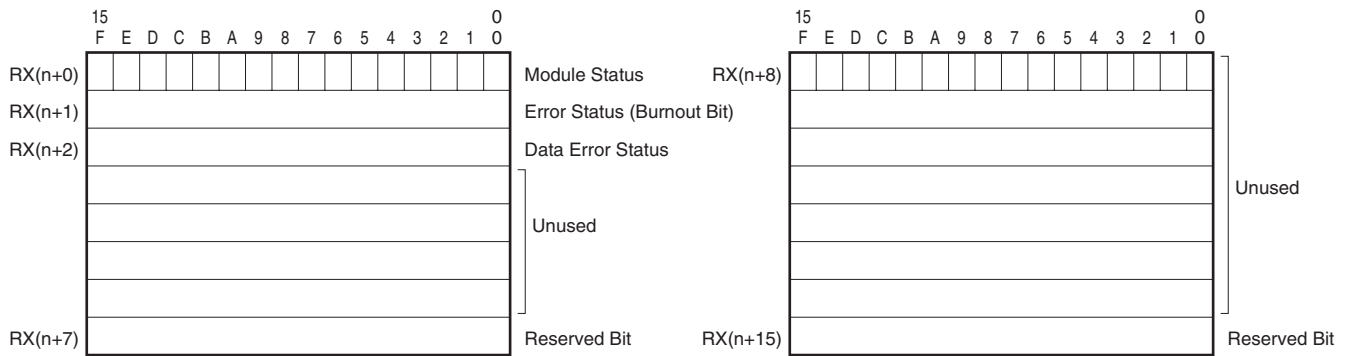 15 0
F E D C B A 9 8 7 6 5 4 3 2 1 0
RX(n+0) Module Status
RX(n+1) Error Status (Burnout Bit)
RX(n+2) Data Error Status
Unused
RX(n+7) Reserved Bit
15 0
F E D C B A 9 8 7 6 5 4 3 2 1 0
RX(n+8)
Unused
RX(n+15) Reserved Bit